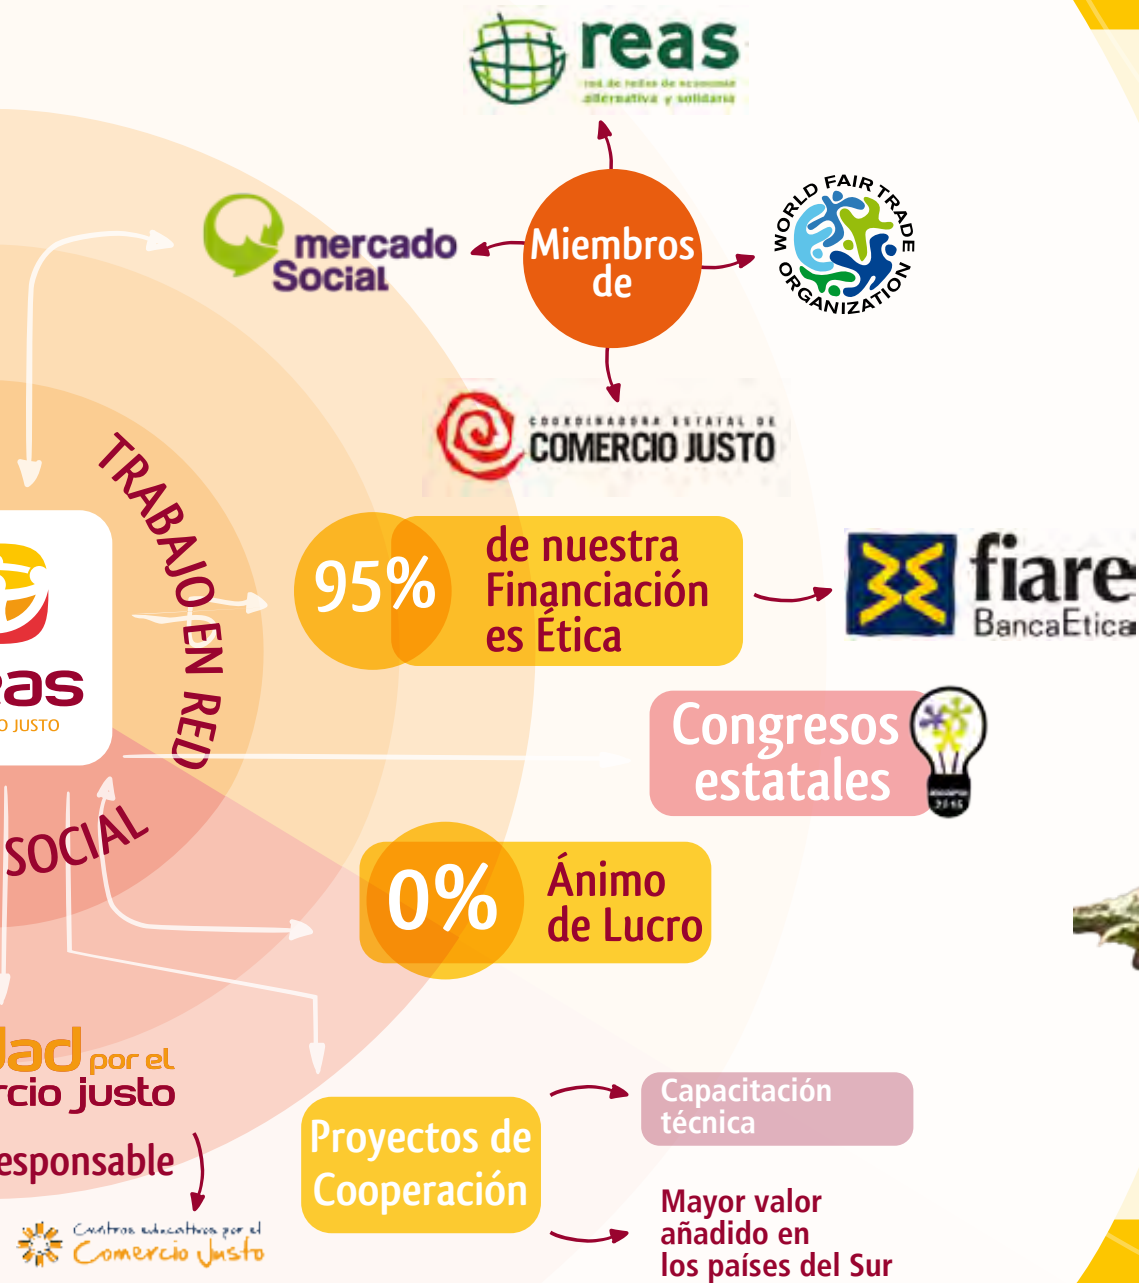 reas
red de redes de economía
alternativa y solidaria
WORLD FAIR TRADE
ORGANIZATION
mercado
Social
Miembros
de
COORDINADORA ESTATAL DE
COMERCIO JUSTO
TRABAJO EN RED
95%
de nuestra
Financiación
es Ética
fiare
BancaEtica
as
O JUSTO
Congresos
estatales
SOCIAL
0%
Ánimo
de Lucro
dad por el
rcio justo
esponsable
Centros educativos por el
Comercio Justo
Proyectos de
Cooperación
Capacitación
técnica
Mayor valor
añadido en
los países del Sur